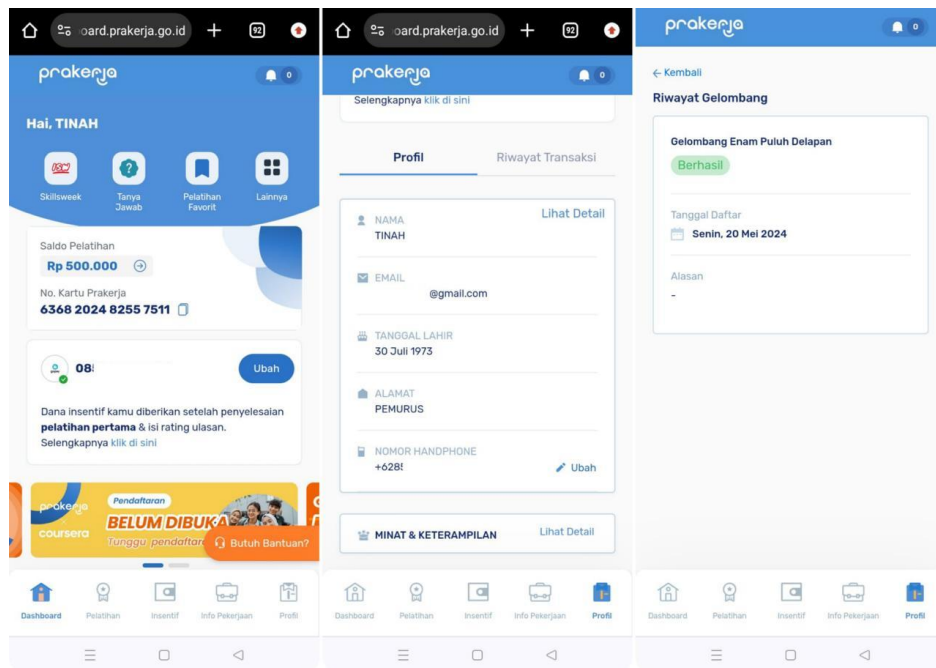 oard.prakerja.go.id
92
prakerja
0
Hai, TINAH
Skillsweek
Tanya Jawab
Pelatihan Favorit
Lainnya
Saldo Pelatihan
Rp 500.000
No. Kartu Prakerja
6368 2024 8255 7511
08
Ubah
Dana insentif kamu diberikan setelah penyelesaian
pelatihan pertama & isi rating ulasan.
Selengkapnya klik di sini
prakerja
coursera
Pendaftaran
BELUM DIBUKA
Tunggu pendaftar
Butuh Bantuan?
Dashboard
Pelatihan
Insentif
Info Pekerjaan
Profil
oard.prakerja.go.id
92
prakerja
0
Selengkapnya klik di sini
Profil
Riwayat Transaksi
NAMA
Lihat Detail
TINAH
EMAIL
@gmail.com
TANGGAL LAHIR
30 Juli 1973
ALAMAT
PEMURUS
NOMOR HANDPHONE
+628
Ubah
MINAT & KETERAMPILAN
Lihat Detail
Dashboard
Pelatihan
Insentif
Info Pekerjaan
Profil
prakerja
0
← Kembali
Riwayat Gelombang
Gelombang Enam Puluh Delapan
Berhasil
Tanggal Daftar
Senin, 20 Mei 2024
Alasan
-
Dashboard
Pelatihan
Insentif
Info Pekerjaan
Profil